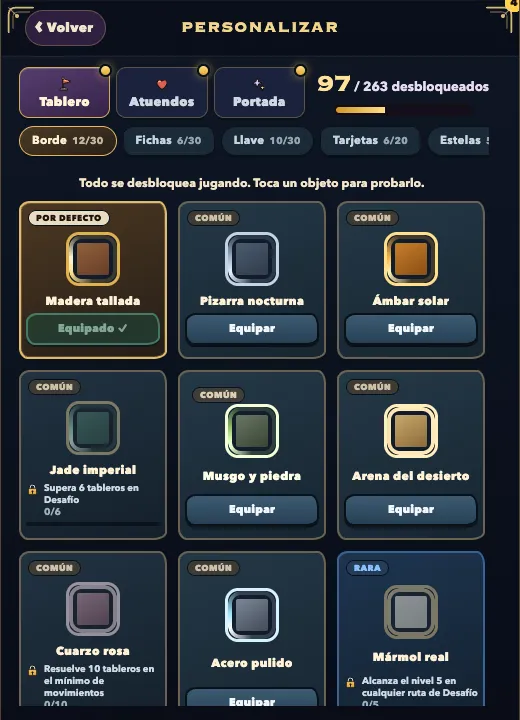 4
Volver
PERSONALIZAR
Tablero
Atuendos
Portada
97 / 263 desbloqueados
Borde 12/30
Fichas 6/30
Llave 10/30
Tarjetas 6/20
Estelas
Todo se desbloquea jugando. Toca un objeto para probarlo.
POR DEFECTO
Madera tallada
Equipado ✓
COMÚN
Pizarra nocturna
Equipar
COMÚN
Ámbar solar
Equipar
COMÚN
Jade imperial
Supera 6 tableros en
Desafío
0/6
COMÚN
Musgo y piedra
Equipar
COMÚN
Arena del desierto
Equipar
COMÚN
Cuarzo rosa
Resuelve 10 tableros en
el mínimo de
movimientos
0/10
COMÚN
Acero pulido
Equipar
RARA
Mármol real
Alcanza el nivel 5 en
cualquier ruta de Desafío
0/5